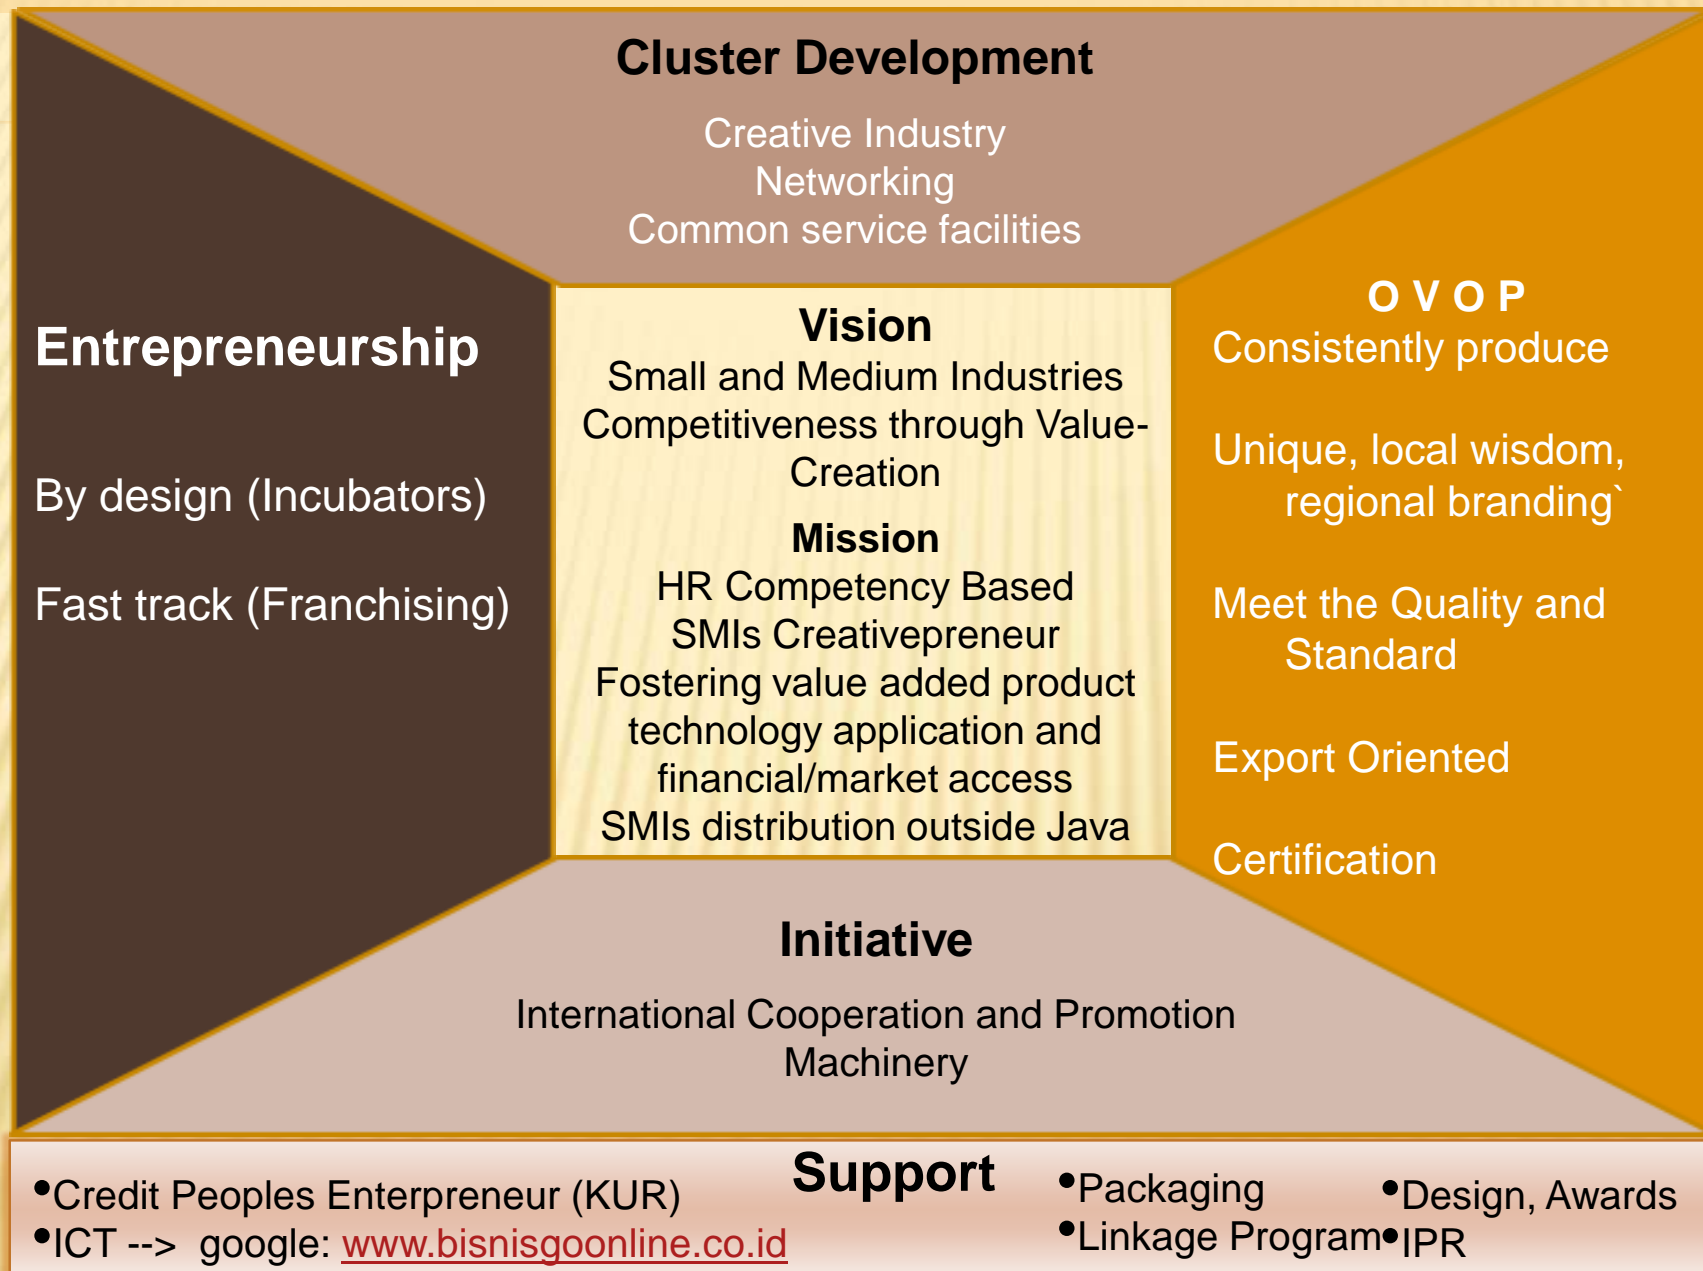 Cluster Development
Creative Industry
Networking
Common service facilities
Entrepreneurship
By design (Incubators)
Fast track (Franchising)
Vision
Small and Medium Industries
Competitiveness through Value-
Creation
Mission
HR Competency Based
SMIs Creativepreneur
Fostering value added product
technology application and
financial/market access
SMIs distribution outside Java
O V O P
Consistently produce
Unique, local wisdom,
regional branding`
Meet the Quality and
Standard
Export Oriented
Certification
Initiative
International Cooperation and Promotion
Machinery
Support
•Credit Peoples Enterpreneur (KUR)
•ICT --> google: www.bisnisgoonline.co.id
•Packaging
•Linkage Program
•Design, Awards
•IPR